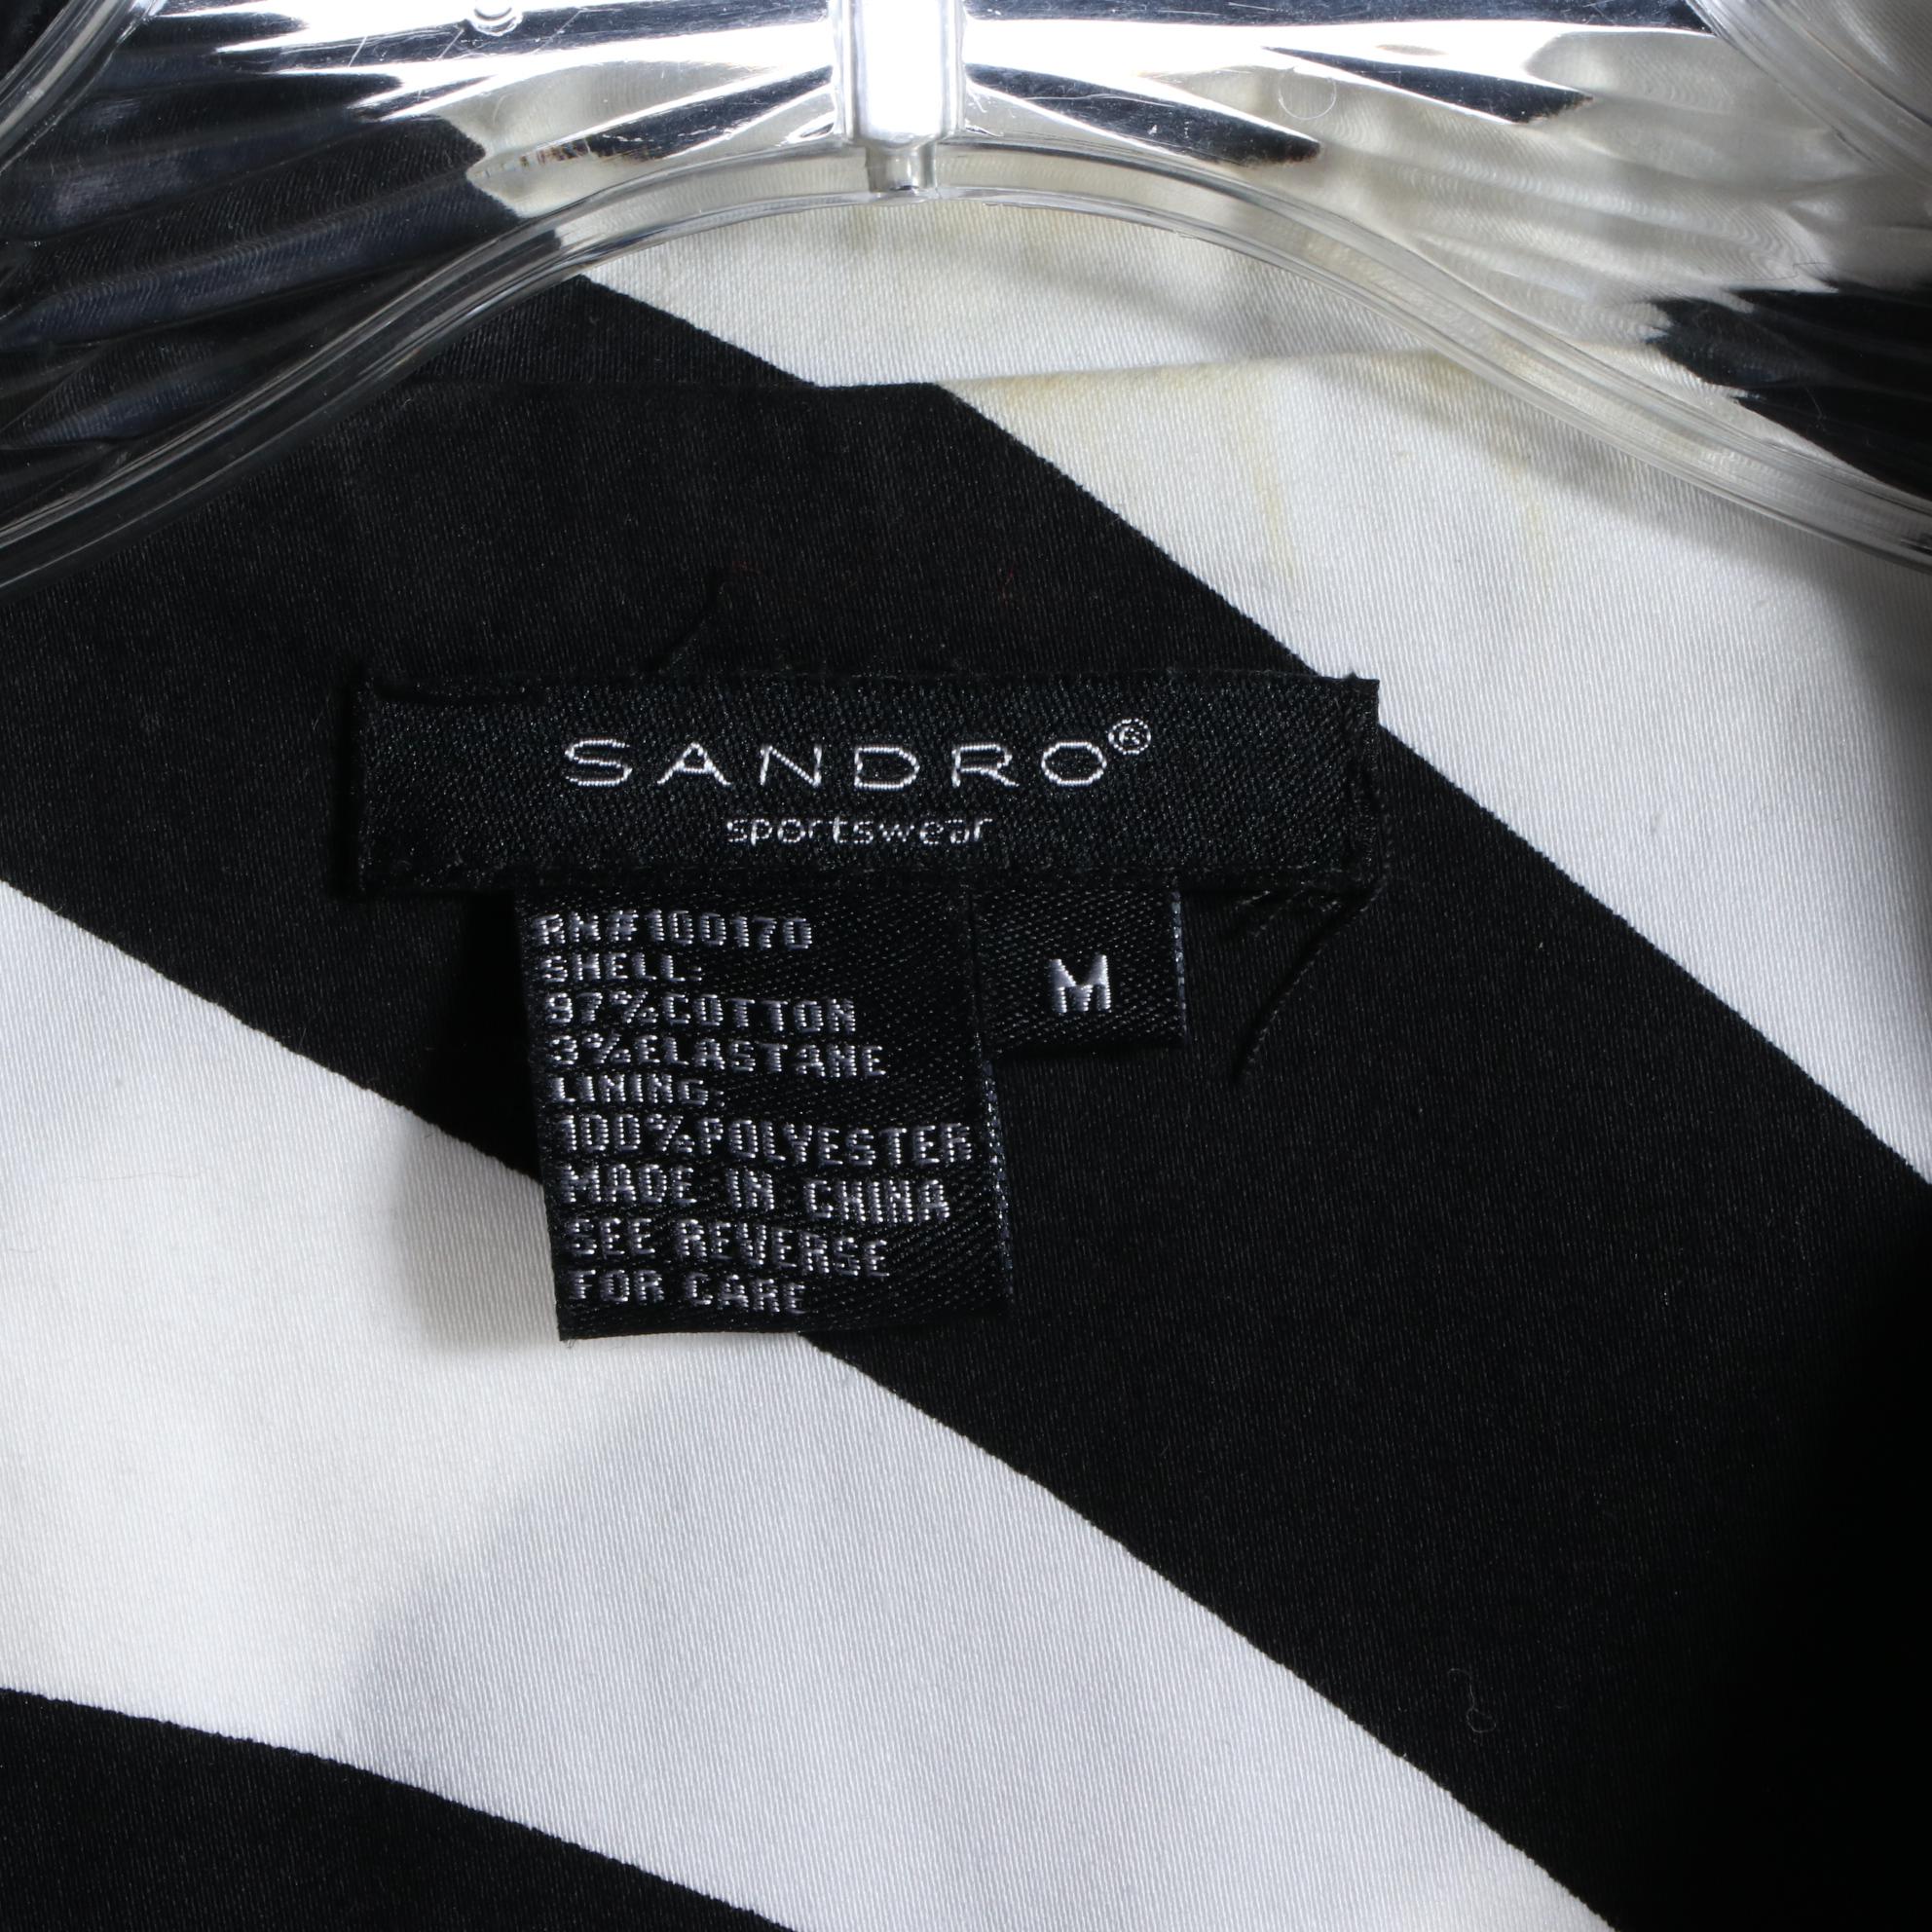 SANDRO®
sportswear
RN#100170
SHELL:
97%COTTON
3%ELASTANE
LINING:
100%POLYESTER
MADE IN CHINA
SEE REVERSE
FOR CARE
M